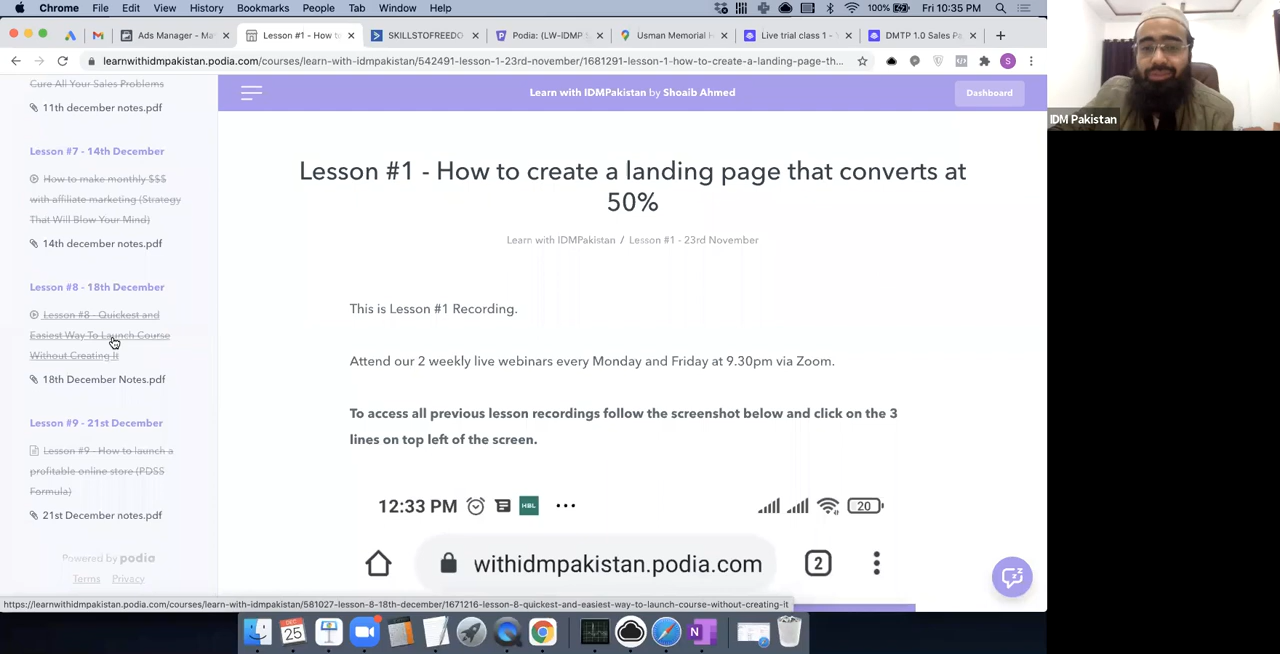 Chrome File Edit View History Bookmarks People Tab Window Help
100% Fri 10:35 PM
Ads Manager - Ma
Lesson #1 - How to
SKILLSTOFREEDO
Podia: (LW-IDMP
Usman Memorial H
Live trial class 1 -
DMTP 1.0 Sales Pa
learnwithidmpakistan.podia.com/courses/learn-with-idmpakistan/542491-lesson-1-23rd-november/1681291-lesson-1-how-to-create-a-landing-page-th...
S
IDM Pakistan
Cure All Your Sales Problems
11th december notes.pdf
Lesson #7 - 14th December
How to make monthly $$$
with affiliate marketing (Strategy
That Will Blow Your Mind)
14th december notes.pdf
Lesson #8 - 18th December
Lesson #8 - Quickest and
Easiest Way To Launch Course
Without Creating It
18th December Notes.pdf
Lesson #9 - 21st December
Lesson #9 - How to launch a
profitable online store (PDSS
Formula)
21st December notes.pdf
Powered by podia
Terms Privacy
Learn with IDMPakistan by Shoaib Ahmed
Dashboard
Lesson #1 - How to create a landing page that converts at
50%
Learn with IDMPakistan / Lesson #1 - 23rd November
This is Lesson #1 Recording.
Attend our 2 weekly live webinars every Monday and Friday at 9.30pm via Zoom.
To access all previous lesson recordings follow the screenshot below and click on the 3
lines on top left of the screen.
12:33 PM HBL ... 20
withidmpakistan.podia.com 2
https://learnwithidmpakistan.podia.com/courses/learn-with-idmpakistan/581027-lesson-8-18th-december/1671216-lesson-8-quickest-and-easiest-way-to-launch-course-without-creating-it
DEC
25
N